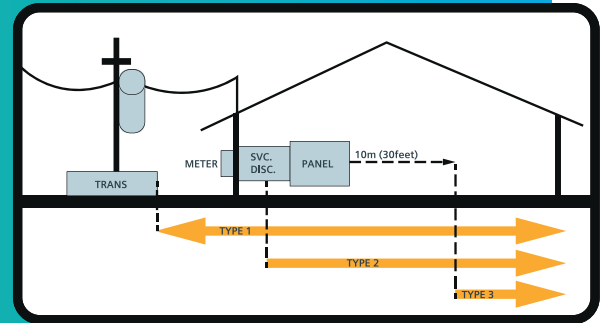 10m (30feet)
METER
SVC.
DISC.
PANEL
TRANS
TYPE 1
TYPE 2
TYPE 3